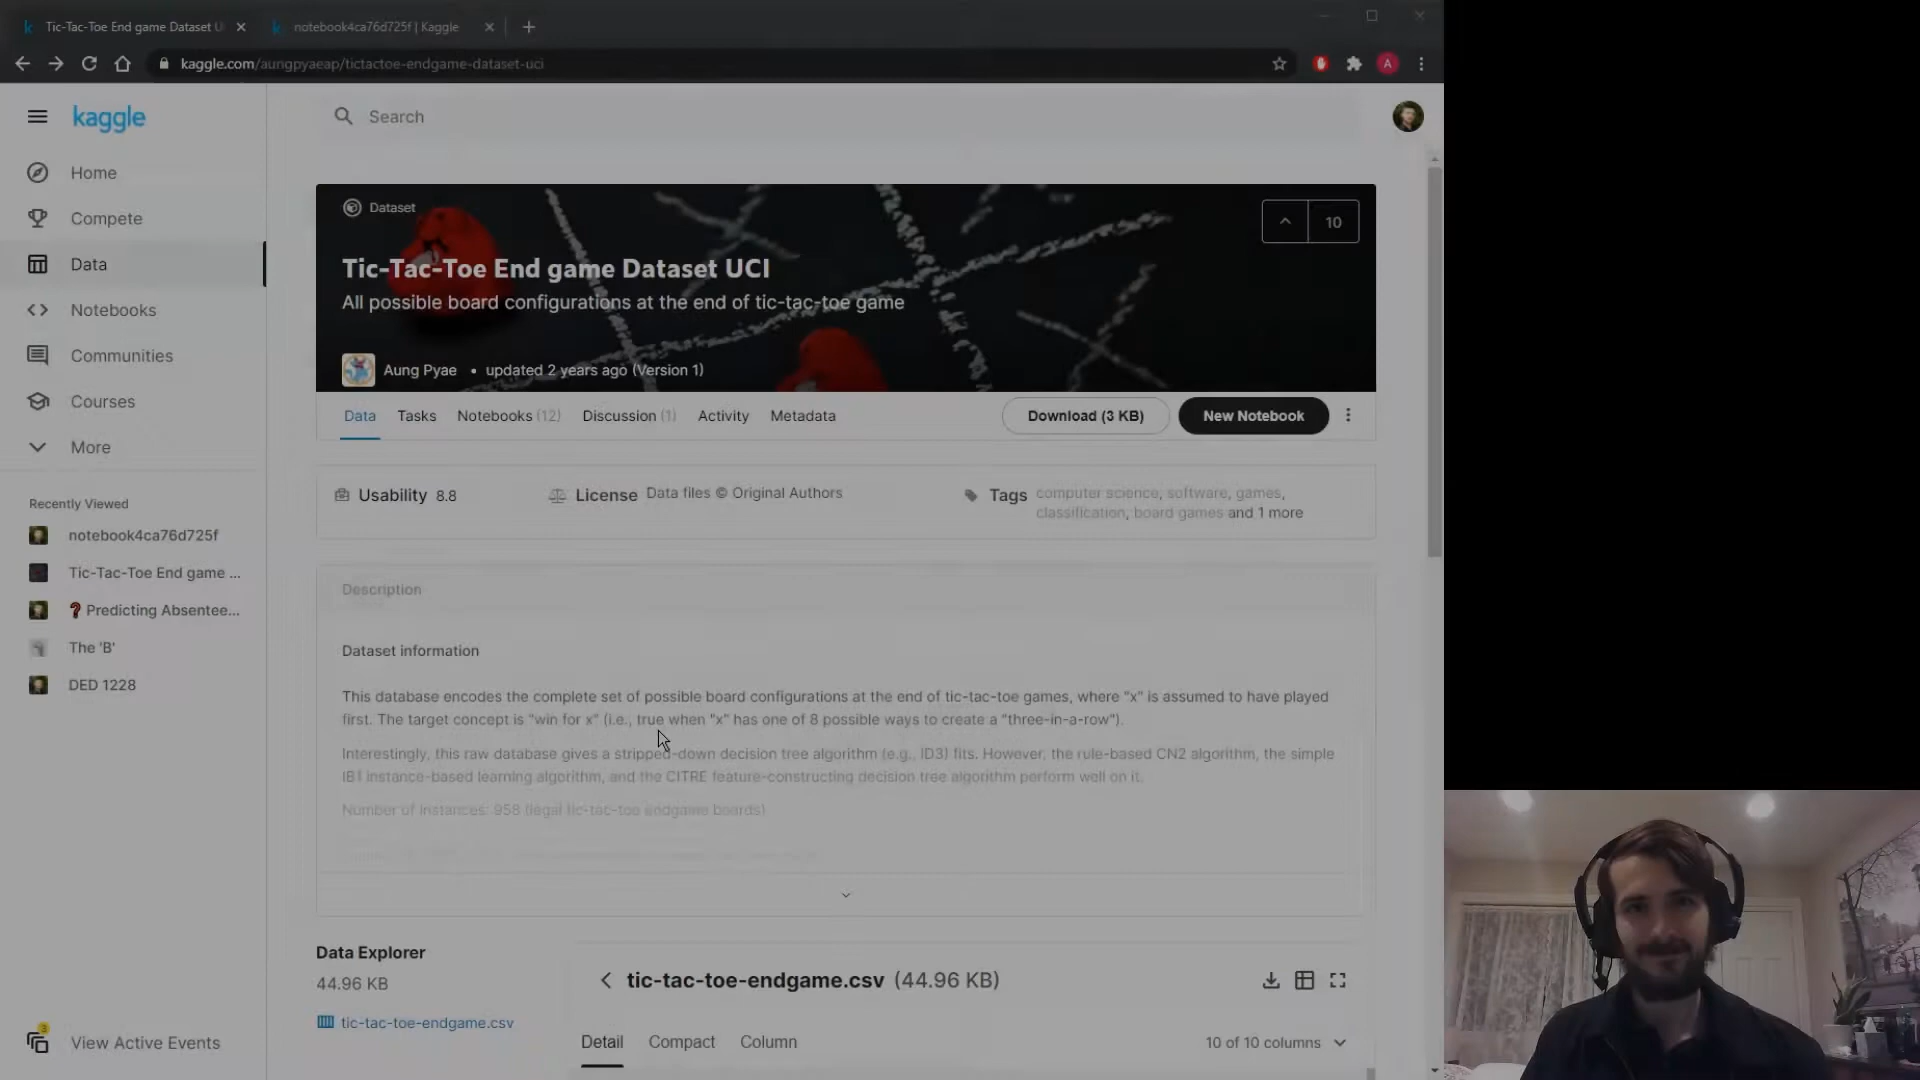 Tic-Tac-Toe End game Dataset U
notebook4ca76d725f | Kaggle
kaggle.com/aungpyaeap/tictactoe-endgame-dataset-uci
A
kaggle
Search
Home
Compete
Data
Notebooks
Communities
Courses
More
Recently Viewed
notebook4ca76d725f
Tic-Tac-Toe End game ...
❓ Predicting Absentee...
The 'B'
DED 1228
3
View Active Events
Dataset
10
Tic-Tac-Toe End game Dataset UCI
All possible board configurations at the end of tic-tac-toe game
Aung Pyae • updated 2 years ago (Version 1)
Data Tasks Notebooks (12) Discussion (1) Activity Metadata
Download (3 KB)
New Notebook
Usability 8.8
License Data files © Original Authors
Tags computer science, software, games,
classification, board games and 1 more
Description
Dataset information
This database encodes the complete set of possible board configurations at the end of tic-tac-toe games, where "x" is assumed to have played
first. The target concept is "win for x" (i.e., true when "x" has one of 8 possible ways to create a "three-in-a-row").
Interestingly, this raw database gives a stripped-down decision tree algorithm (e.g., ID3) fits. However, the rule-based CN2 algorithm, the simple
IB1 instance-based learning algorithm, and the CITRE feature-constructing decision tree algorithm perform well on it.
Number of instances: 958 (legal tic-tac-toe endgame boards)
Data Explorer
44.96 KB
tic-tac-toe-endgame.csv
tic-tac-toe-endgame.csv (44.96 KB)
Detail Compact Column
10 of 10 columns